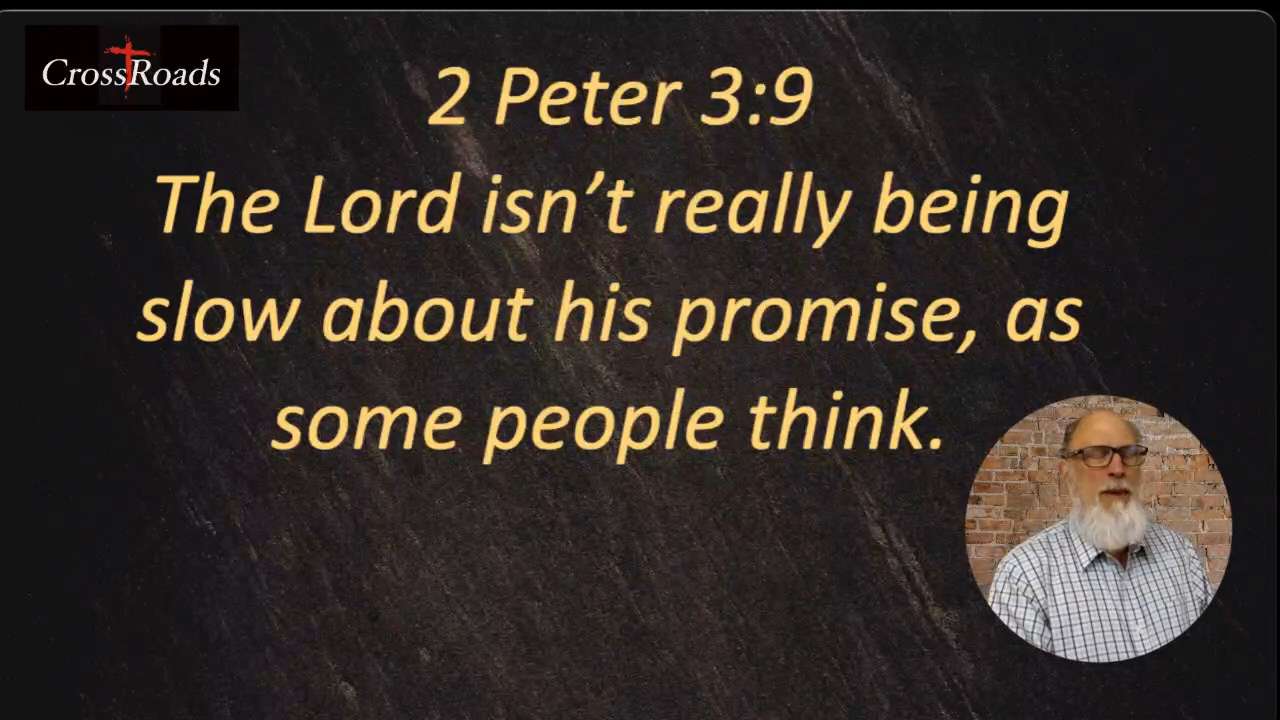 CrossRoads
2 Peter 3:9
The Lord isn’t really being
slow about his promise, as
some people think.